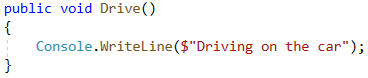 public void Drive()
{
    Console.WriteLine($"Driving on the car");
}